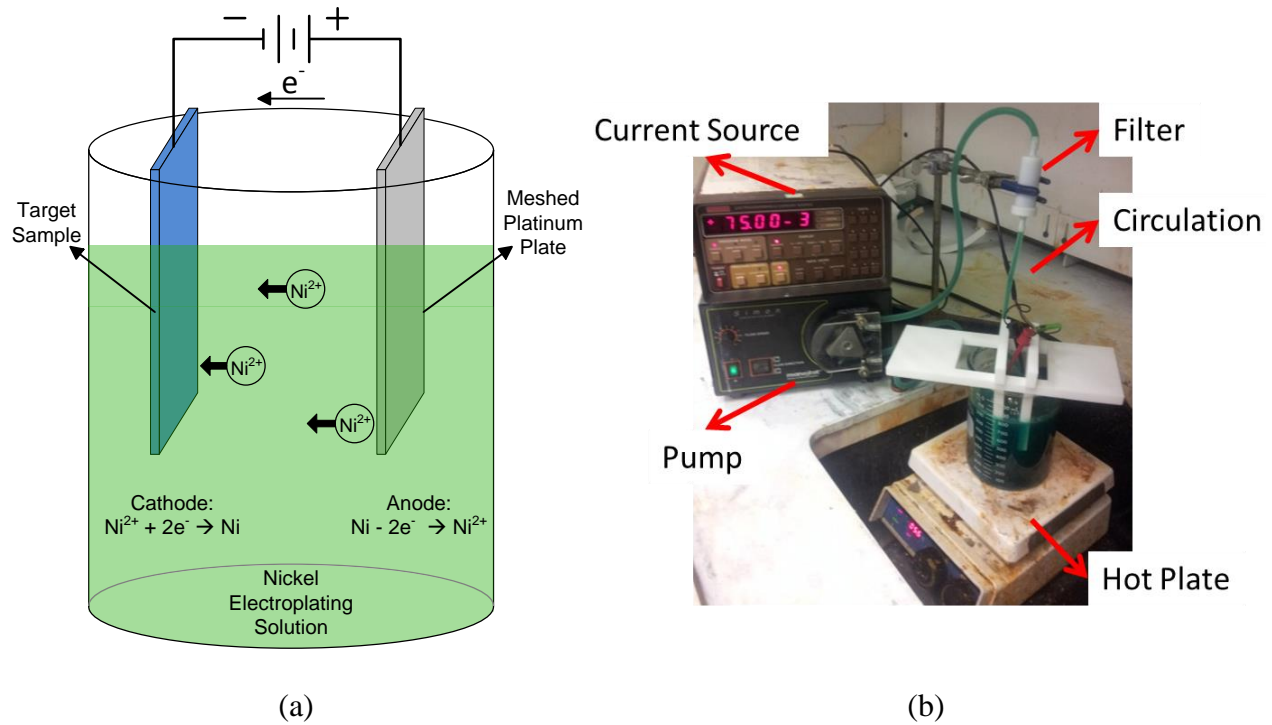 − +
e-
Target
Sample
Meshed
Platinum
Plate
Ni2+
Ni2+
Ni2+
Cathode:
Ni2+ + 2e- → Ni
Anode:
Ni - 2e- → Ni2+
Nickel
Electroplating
Solution
(a)
Current Source
Filter
+ 75.00-3
Circulation
Simon
Pump
Hot Plate
(b)